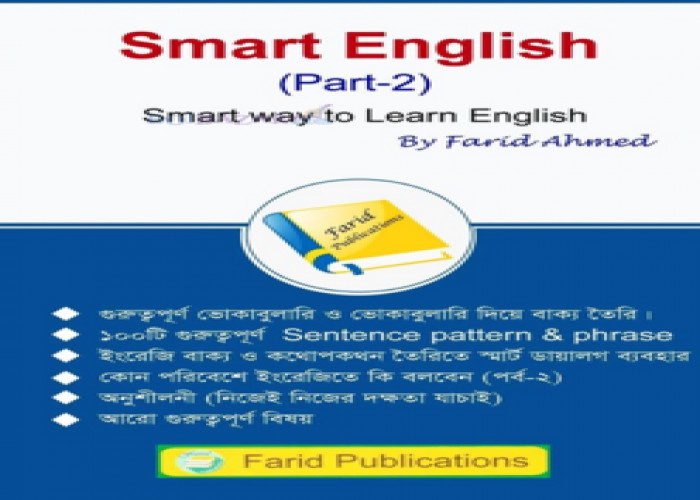 Smart English
(Part-2)
Smart way to Learn English
By Farid Ahmed
Farid
Publications
গুরুত্বপূর্ণ ভোকাবুলারি ও ভোকাবুলারি দিয়ে বাক্য তৈরি।
১০০টি গুরুত্বপূর্ণ Sentence pattern & phrase
ইংরেজি বাক্য ও কথোপকথন তৈরিতে স্মার্ট ডায়ালগ ব্যবহার
কোন পরিবেশে ইংরেজিতে কি বলবেন (পর্ব-২)
অনুশীলনী (নিজেই নিজের দক্ষতা যাচাই)
আরো গুরুত্বপূর্ণ বিষয়
Farid Publications